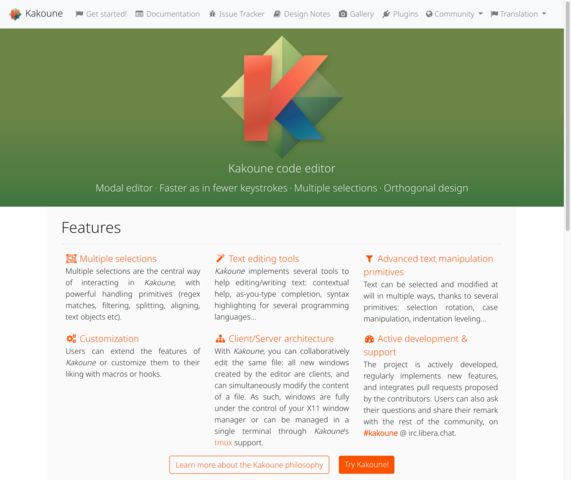 Kakoune Get started! Documentation Issue Tracker Design Notes Gallery Plugins Community Translation
Kakoune code editor
Modal editor · Faster as in fewer keystrokes · Multiple selections · Orthogonal design
Features
Multiple selections
Multiple selections are the central way
of interacting in Kakoune, with
powerful handling primitives (regex
matches, filtering, splitting, aligning,
text objects etc).
Text editing tools
Kakoune implements several tools to
help editing/writing text: contextual
help, as-you-type completion, syntax
highlighting for several programming
languages...
Advanced text manipulation
primitives
Text can be selected and modified at
will in multiple ways, thanks to several
primitives: selection rotation, case
manipulation, indentation leveling...
Customization
Users can extend the features of
Kakoune or customize them to their
liking with macros or hooks.
Client/Server architecture
With Kakoune, you can collaboratively
edit the same file: all new windows
created by the editor are clients, and
can simultaneously modify the content
of a file. As such, windows are fully
under the control of your X11 window
manager or can be managed in a
single terminal through Kakoune's
tmux support.
Active development &
support
The project is actively developed,
regularly implements new features,
and integrates pull requests proposed
by the contributors. Users can also ask
their questions and share their remark
with the rest of the community, on
#kakoune @ irc.libera.chat.
Learn more about the Kakoune philosophy
Try Kakoune!